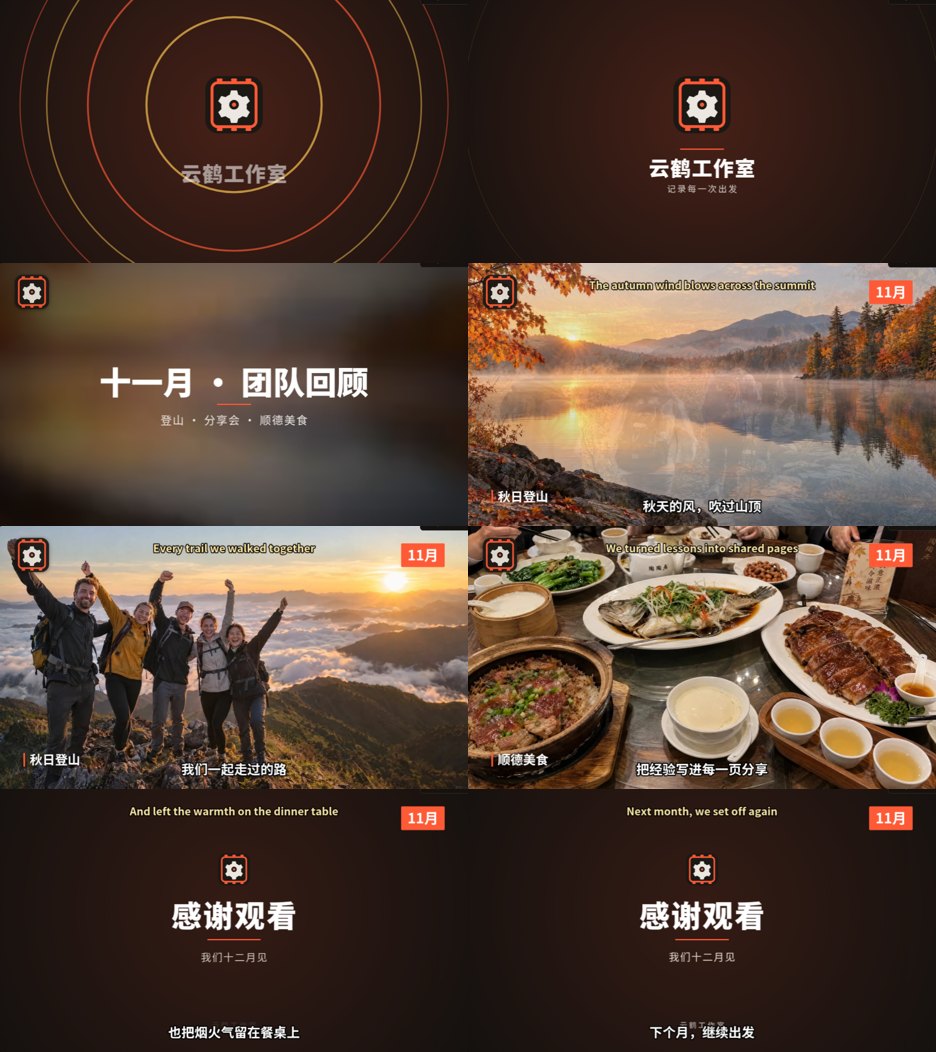 云鹤工作室
云鹤工作室
记录每一次出发
十一月 · 团队回顾
登山 · 分享会 · 顺德美食
The autumn wind blows across the summit
11月
秋日登山
秋天的风，吹过山顶
Every trail we walked together
11月
秋日登山
我们一起走过的路
We turned lessons into shared pages
11月
顺德美食
把经验写进每一页分享
And left the warmth on the dinner table
11月
感谢观看
我们十二月见
也把烟火气留在餐桌上
Next month, we set off again
11月
感谢观看
我们十二月见
云鹤工作室
下个月，继续出发